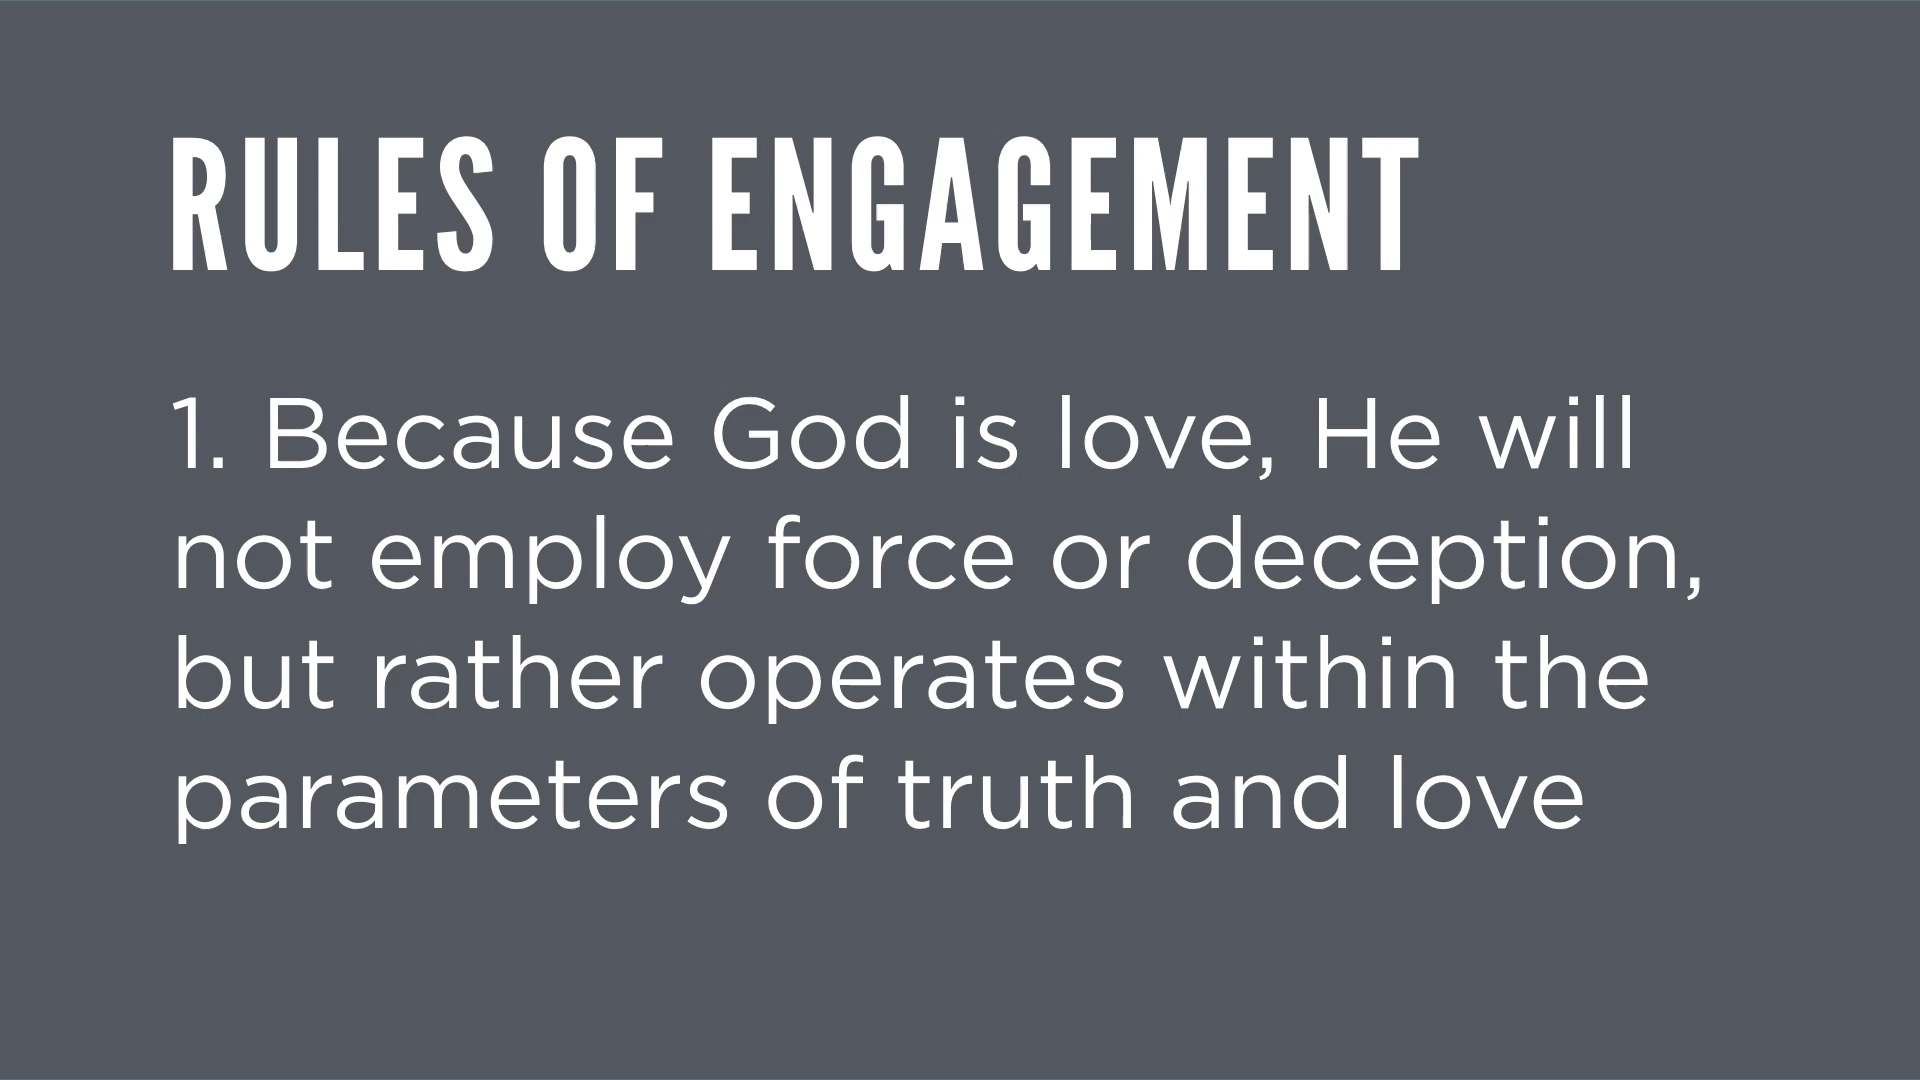 RULES OF ENGAGEMENT
1. Because God is love, He will
not employ force or deception,
but rather operates within the
parameters of truth and love